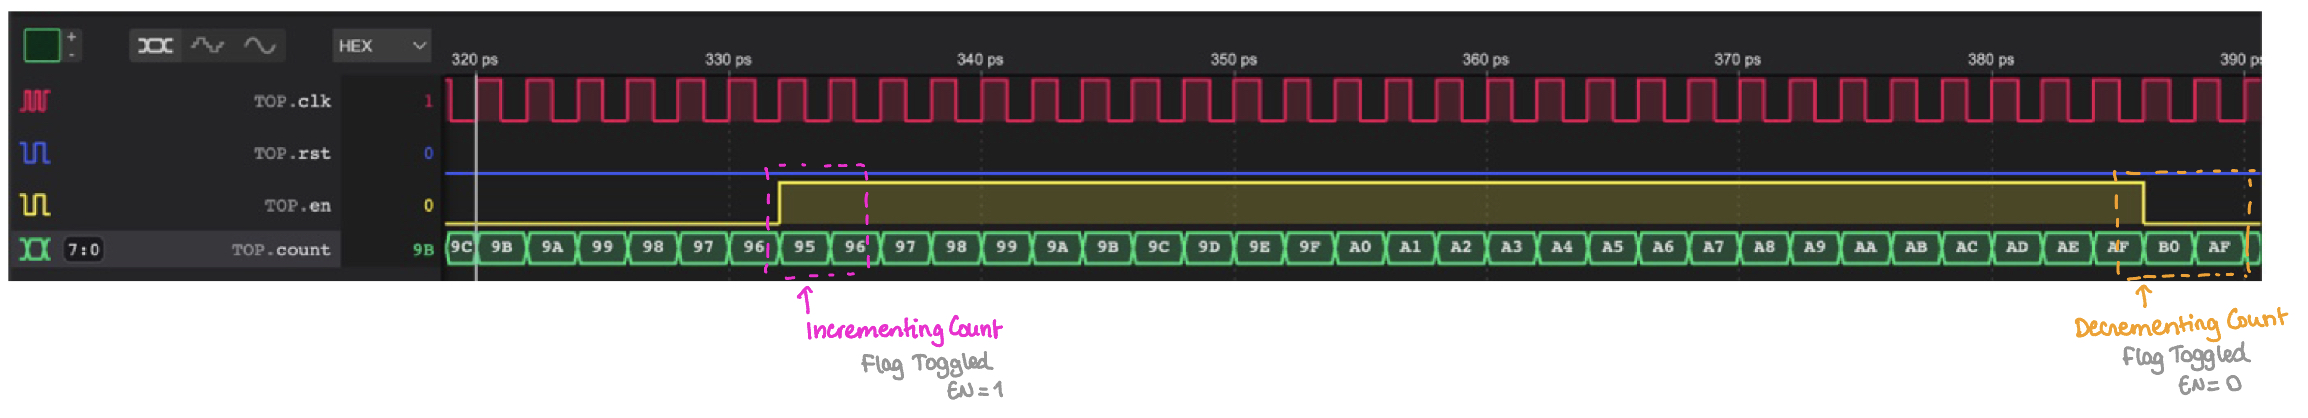 +
-
HEX
320 ps 330 ps 340 ps 350 ps 360 ps 370 ps 380 ps 390 ps
TOP.clk 1
TOP.rst 0
TOP.en 0
7:0 TOP.count 9B 9C 9B 9A 99 98 97 96 95 96 97 98 99 9A 9B 9C 9D 9E 9F A0 A1 A2 A3 A4 A5 A6 A7 A8 A9 AA AB AC AD AE AF B0 AF
Incrementing Count
Flag Toggled
EN=1
Decrementing Count
Flag Toggled
EN=0